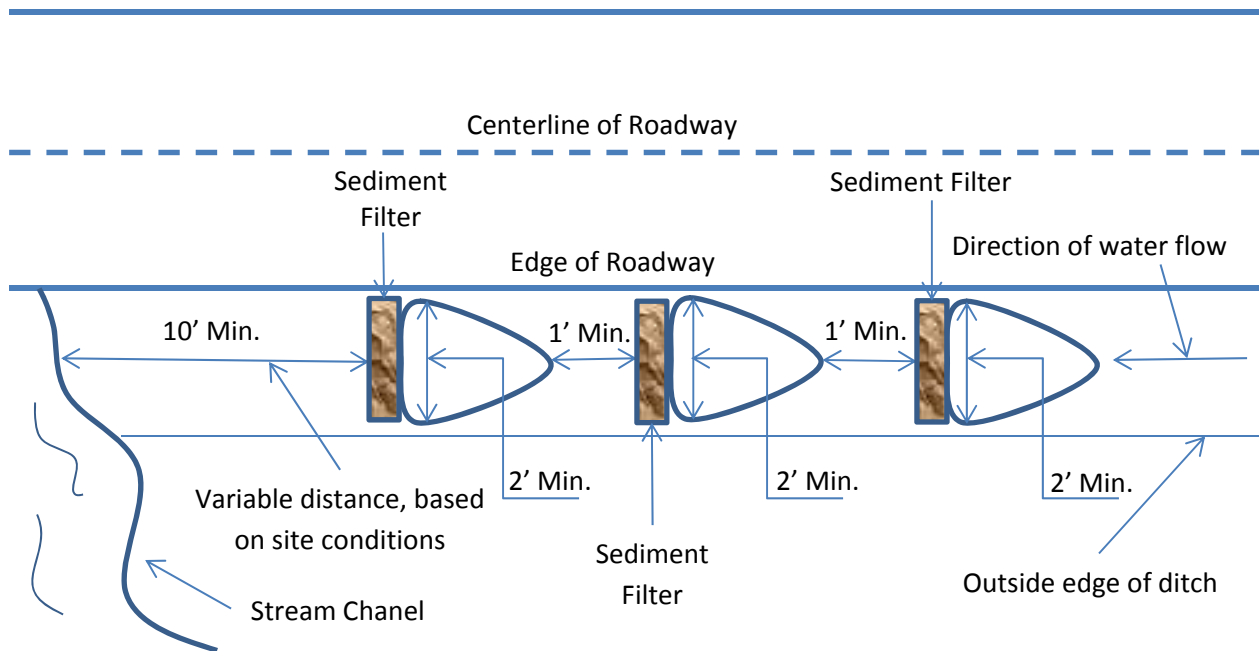 Centerline of Roadway
Sediment
Filter
Sediment Filter
Direction of water flow
Edge of Roadway
10’ Min.
1’ Min.
1’ Min.
2’ Min.
2’ Min.
2’ Min.
Variable distance, based
on site conditions
Sediment
Filter
Outside edge of ditch
Stream Chanel